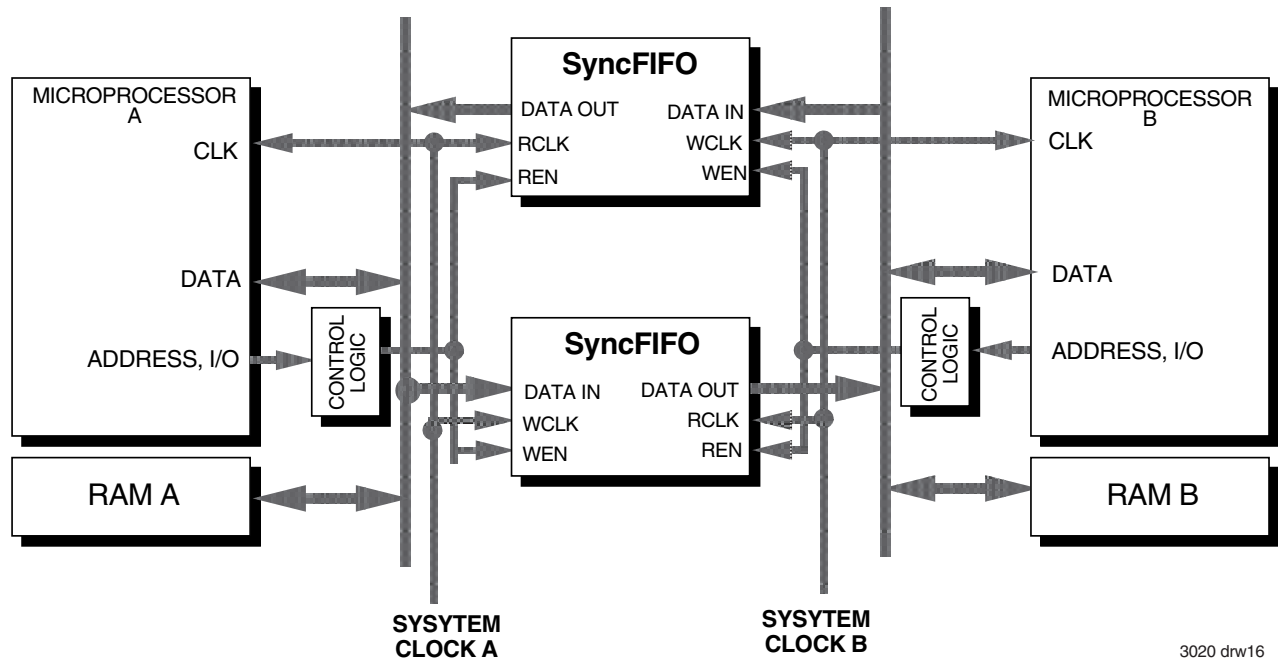 MICROPROCESSOR
A
CLK
DATA
ADDRESS, I/O
CONTROL
LOGIC
RAM A
SyncFIFO
DATA OUT
DATA IN
RCLK
WCLK
REN
WEN
SyncFIFO
DATA IN
DATA OUT
WCLK
RCLK
WEN
REN
MICROPROCESSOR
B
CLK
DATA
ADDRESS, I/O
CONTROL
LOGIC
RAM B
SYSYTEM
CLOCK A
SYSYTEM
CLOCK B
3020 drw16